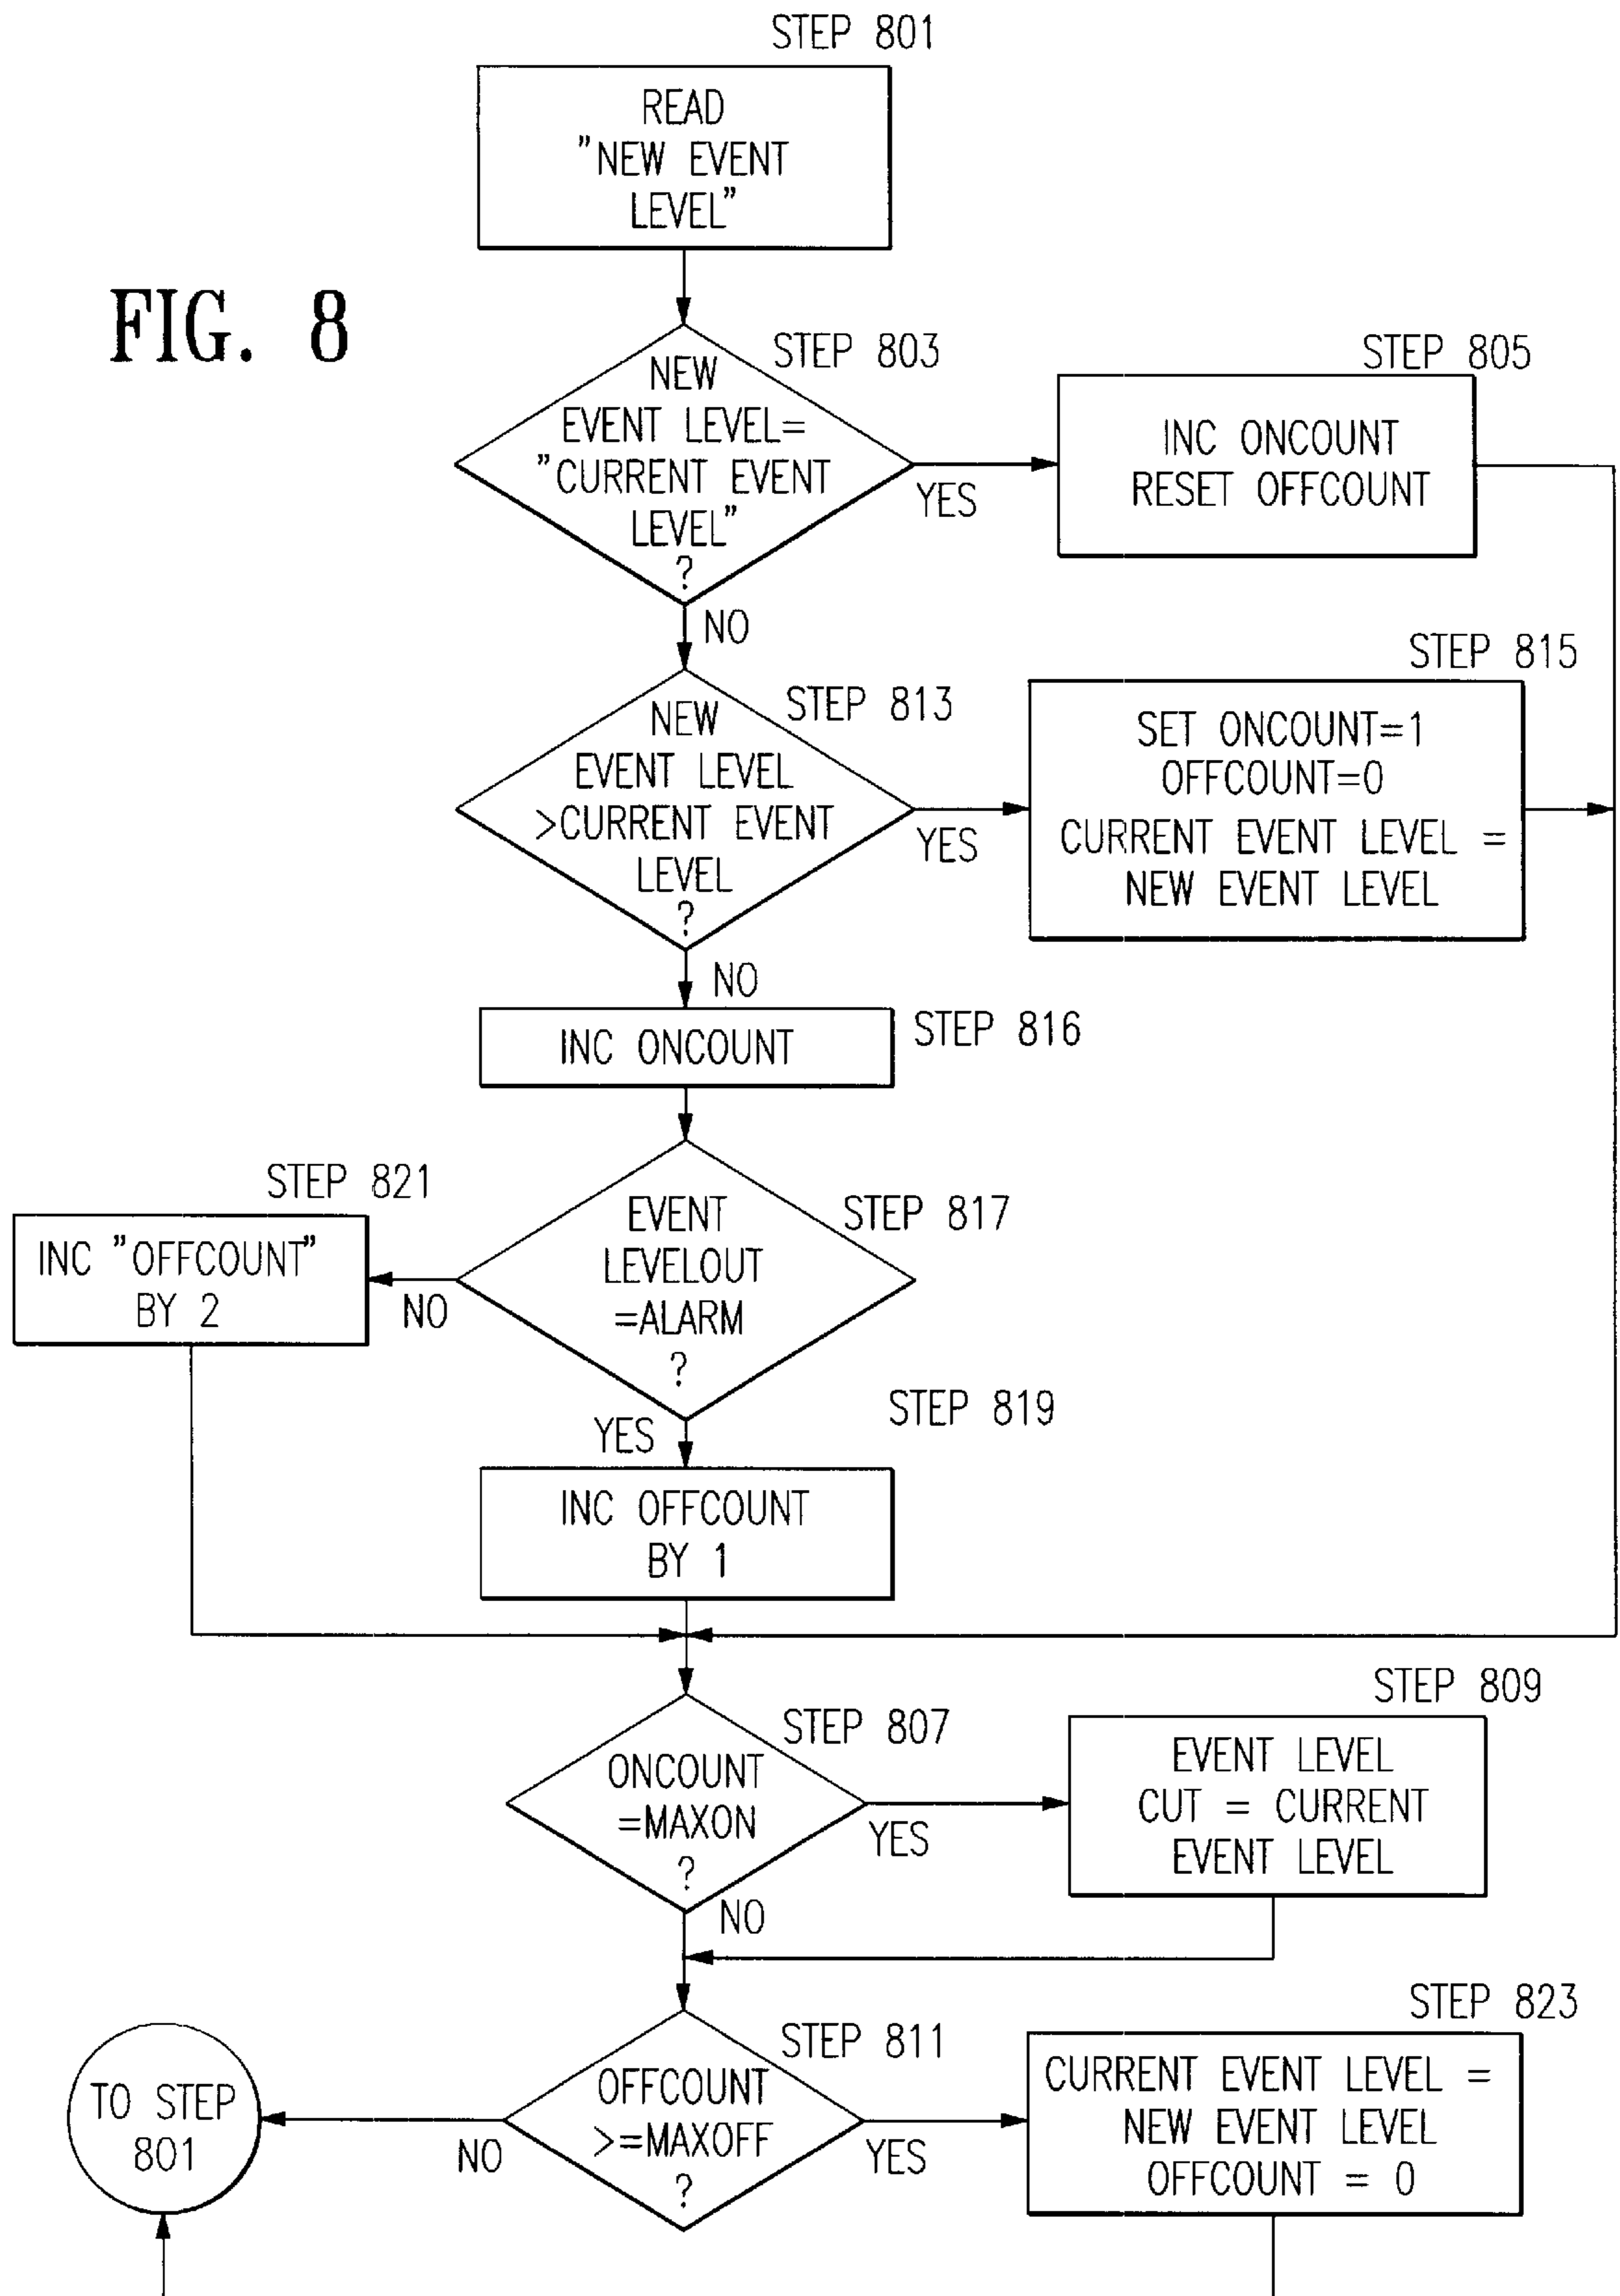 STEP 801
READ
"NEW EVENT
LEVEL"
FIG. 8
STEP 803
NEW
EVENT LEVEL=
"CURRENT EVENT
LEVEL"
?
YES
NO
STEP 805
INC ONCOUNT
RESET OFFCOUNT
STEP 813
NEW
EVENT LEVEL
>CURRENT EVENT
LEVEL
?
YES
NO
STEP 815
SET ONCOUNT=1
OFFCOUNT=0
CURRENT EVENT LEVEL =
NEW EVENT LEVEL
INC ONCOUNT
STEP 816
STEP 821
INC "OFFCOUNT"
BY 2
NO
EVENT
LEVELOUT
=ALARM
?
STEP 817
YES
STEP 819
INC OFFCOUNT
BY 1
STEP 807
ONCOUNT
=MAXON
?
YES
NO
STEP 809
EVENT LEVEL
CUT = CURRENT
EVENT LEVEL
STEP 811
OFFCOUNT
>=MAXOFF
?
NO
YES
TO STEP
801
STEP 823
CURRENT EVENT LEVEL =
NEW EVENT LEVEL
OFFCOUNT = 0